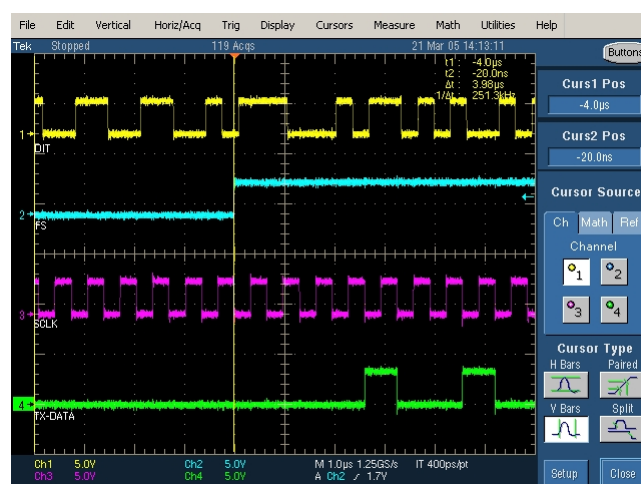 File Edit Vertical Horiz/Acq Trig Display Cursors Measure Math Utilities Help
Tek Stopped 119 Acqs 21 Mar 05 14:13:11
Buttons
t1 : -4.0µs
t2 : -20.0ns
Δt : 3.98µs
1/Δt : 251.3kHz
1
DIT
2
FS
3
SCLK
4
TX-DATA
Curs1 Pos
-4.0µs
Curs2 Pos
-20.0ns
Cursor Source
Ch Math Ref
Channel
1 2
3 4
Cursor Type
H Bars Paired
V Bars Split
Setup Close
Ch1 5.0V Ch2 5.0V M 1.0µs 1.25GS/s IT 400ps/pt
Ch3 5.0V Ch4 5.0V A Ch2 1.7V